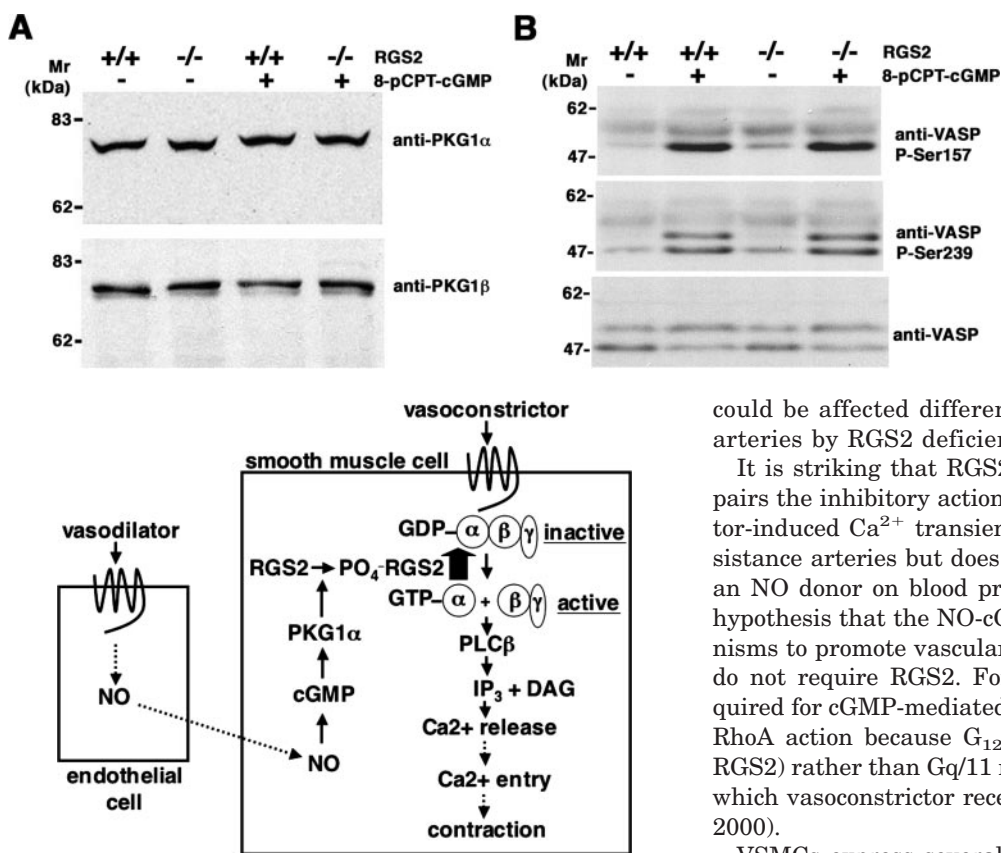 A
+/+ -/- +/+ -/- RGS2
Mr (kDa) - - + + 8-pCPT-cGMP
83-
anti-PKG1α
62-
83-
anti-PKG1β
62-
B
+/+ +/+ -/- -/- RGS2
Mr (kDa) - + - + 8-pCPT-cGMP
62-
anti-VASP
P-Ser157
47-
62-
anti-VASP
P-Ser239
47-
62-
anti-VASP
47-
vasoconstrictor
smooth muscle cell
vasodilator
GDP-α β γ inactive
RGS2 → PO₄-RGS2
GTP-α + β γ active
PKG1α
PLCβ
cGMP
IP₃ + DAG
NO
Ca2+ release
NO
Ca2+ entry
endothelial
cell
contraction
could be affected differen
arteries by RGS2 deficien
It is striking that RGS2
pairs the inhibitory action
tor-induced Ca²⁺ transien
sistance arteries but does
an NO donor on blood pr
hypothesis that the NO-cG
nisms to promote vascular
do not require RGS2. Fo
quired for cGMP-mediated
RhoA action because G₁₂
RGS2) rather than Gq/11 r
which vasoconstrictor rece
2000).